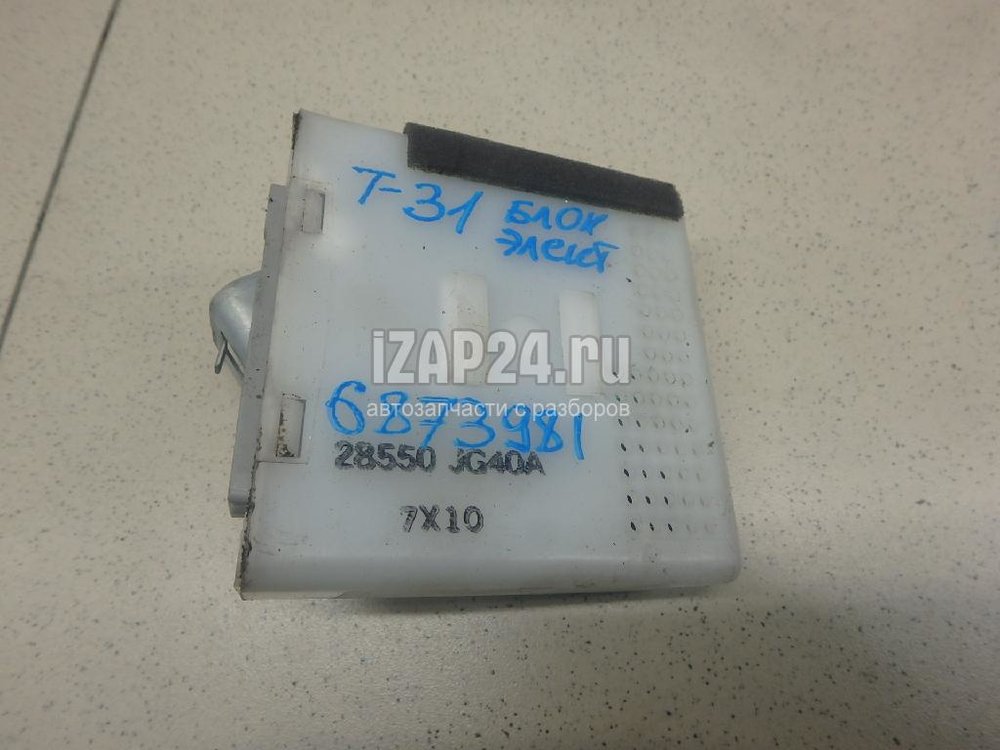 T-31 БЛОК
ЭЛЕКТ
iZAP24.ru
6873981
автозапчасти с разборов
28550 JG40A
7X10